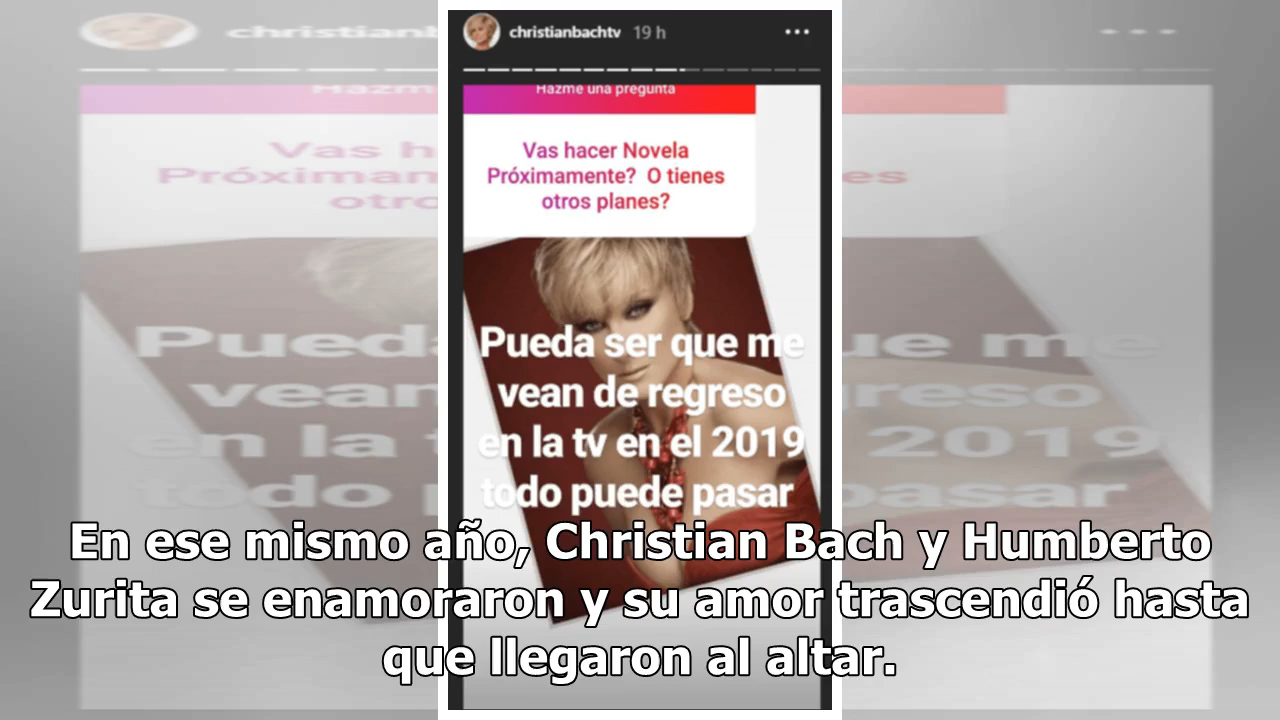 christianbachtv 19 h
Hazme una pregunta
Vas hacer Novela
Próximamente? O tienes
otros planes?
Pueda ser que me
vean de regreso
en la tv en el 2019
todo puede pasar
En ese mismo año, Christian Bach y Humberto
Zurita se enamoraron y su amor trascendió hasta
que llegaron al altar.